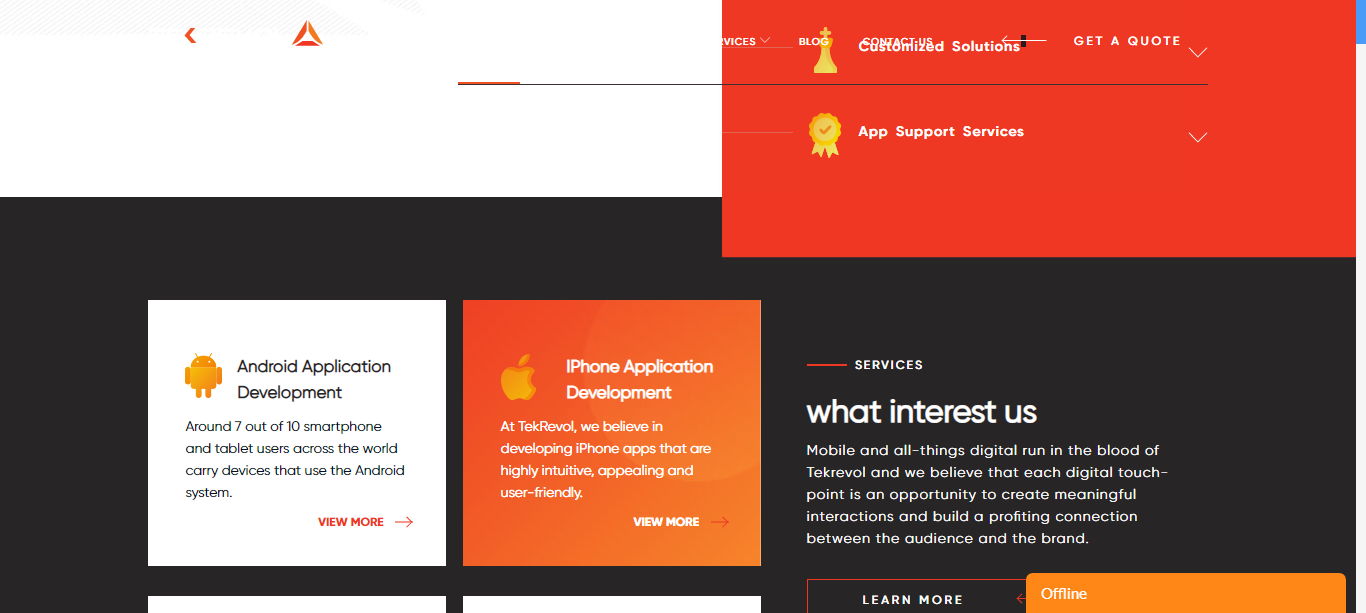 RVICES
BLOG
CONTACT US
GET A QUOTE
Customized Solutions
App Support Services
Android Application
Development
Around 7 out of 10 smartphone
and tablet users across the world
carry devices that use the Android
system.
VIEW MORE
IPhone Application
Development
At TekRevol, we believe in
developing iPhone apps that are
highly intuitive, appealing and
user-friendly.
VIEW MORE
SERVICES
what interest us
Mobile and all-things digital run in the blood of
Tekrevol and we believe that each digital touch-
point is an opportunity to create meaningful
interactions and build a profiting connection
between the audience and the brand.
LEARN MORE
Offline